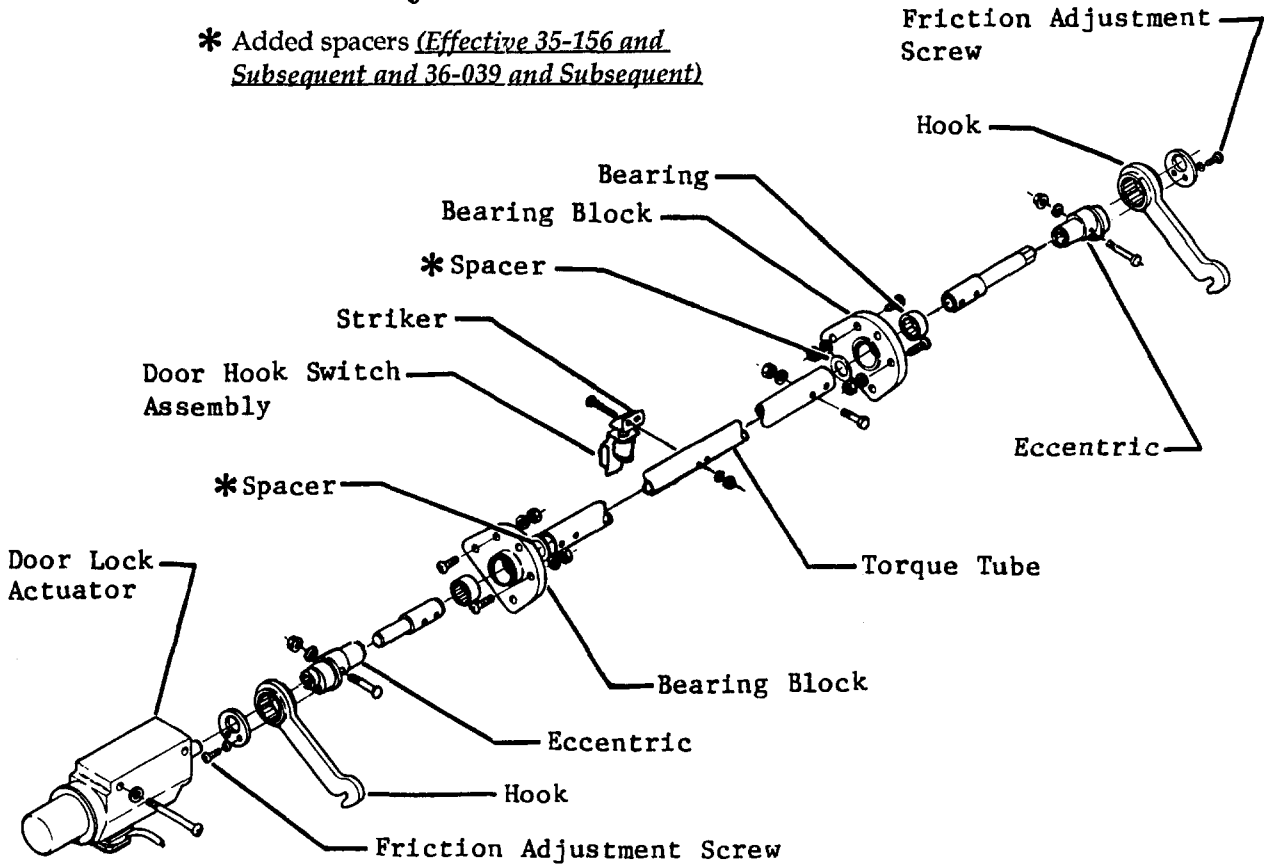 * Added spacers (Effective 35-156 and
Subsequent and 36-039 and Subsequent)
Friction Adjustment
Screw
Hook
Bearing
Bearing Block
*Spacer
Striker
Door Hook Switch
Assembly
Eccentric
*Spacer
Door Lock
Actuator
Torque Tube
Bearing Block
Eccentric
Hook
Friction Adjustment Screw